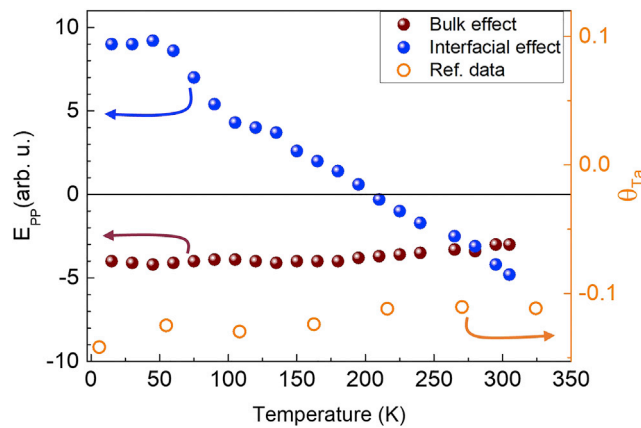 10
5
0
-5
-10
E_PP (arb. u.)
Bulk effect
Interfacial effect
Ref. data
0.1
0.0
-0.1
θ_Ta
0 50 100 150 200 250 300 350
Temperature (K)